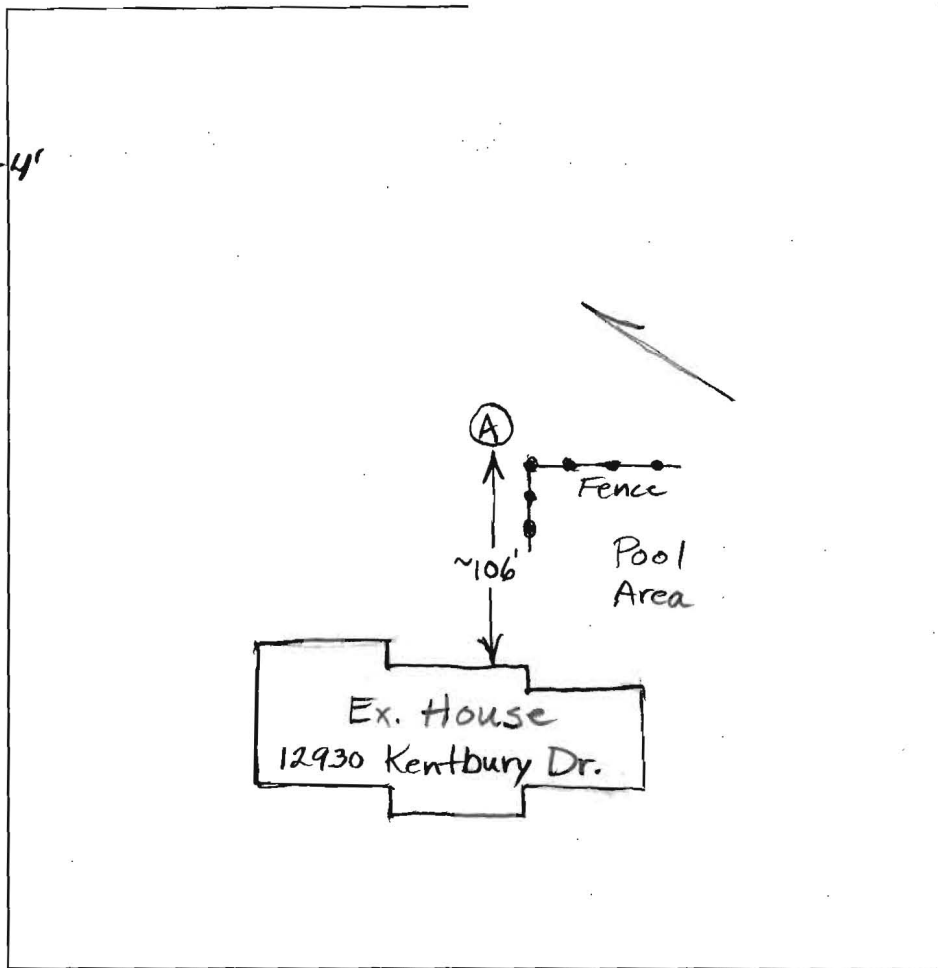 4'
A
Fence
~106'
Pool
Area
Ex. House
12930 Kentbury Dr.